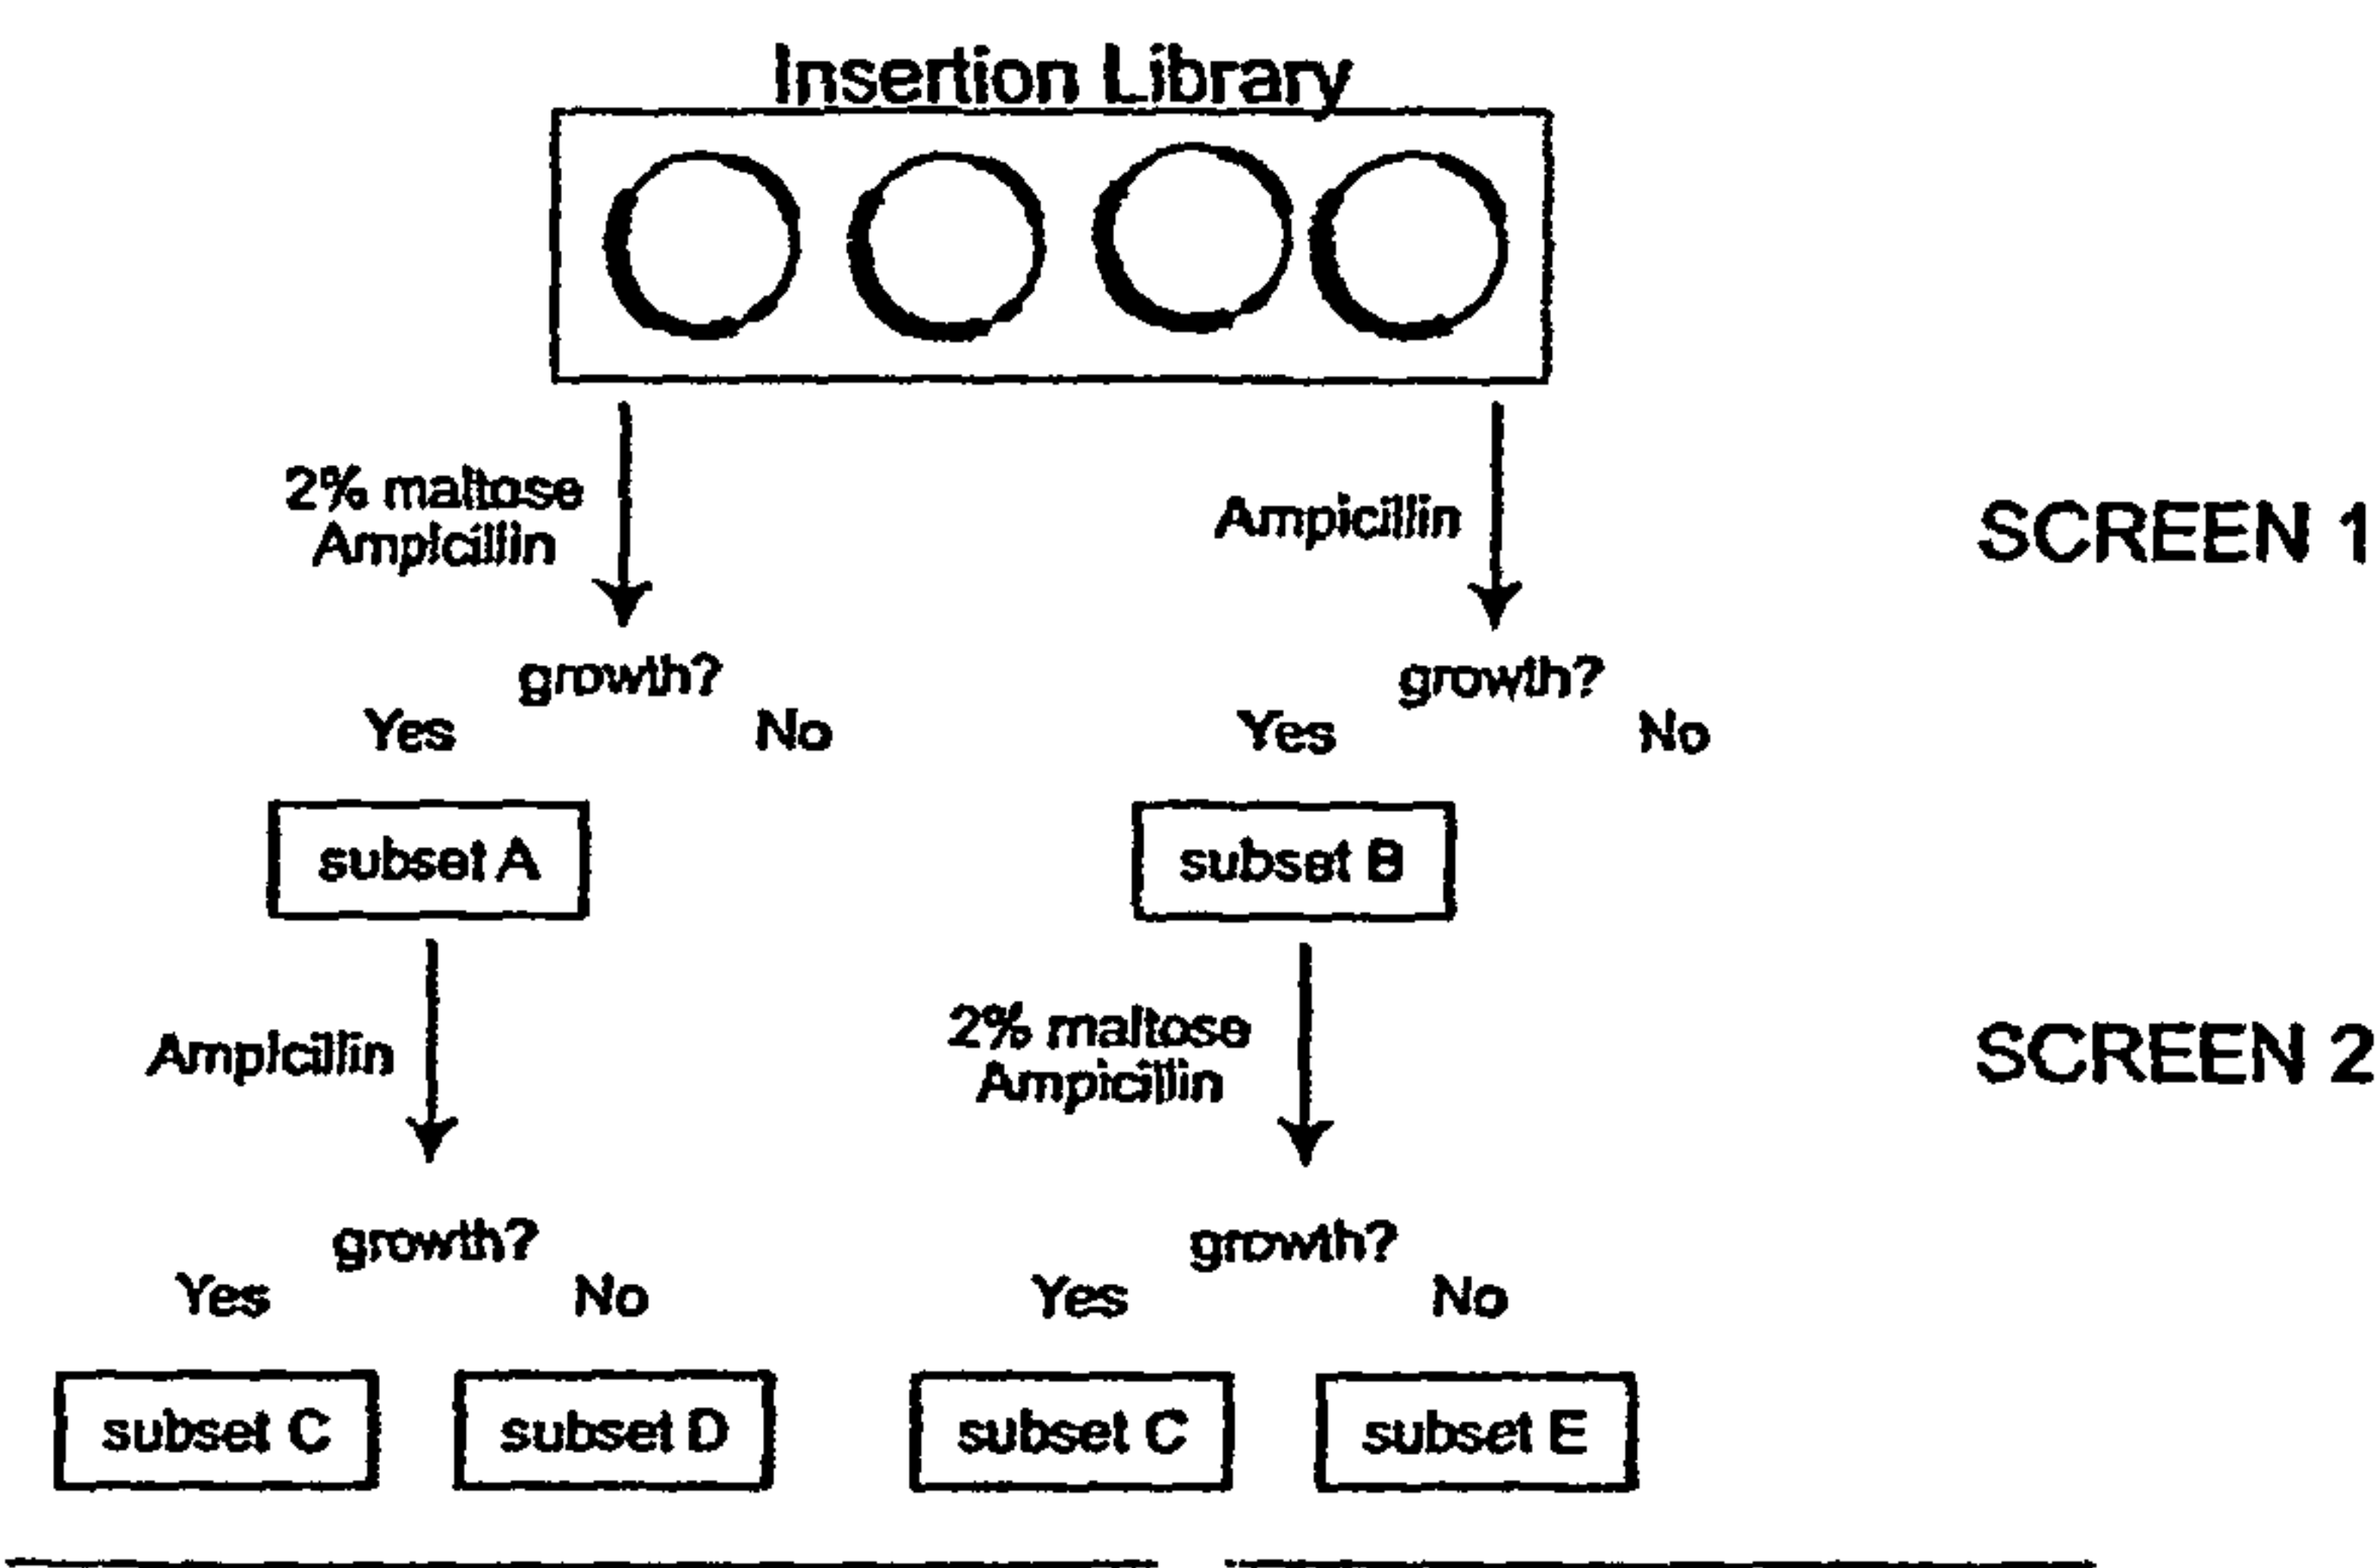 Insertion Library
2% maltose
Ampicillin
Ampicillin
SCREEN 1
growth?
growth?
Yes
No
Yes
No
subset A
subset B
Ampicillin
2% maltose
Ampicillin
SCREEN 2
growth?
growth?
Yes
No
Yes
No
subset C
subset D
subset C
subset E